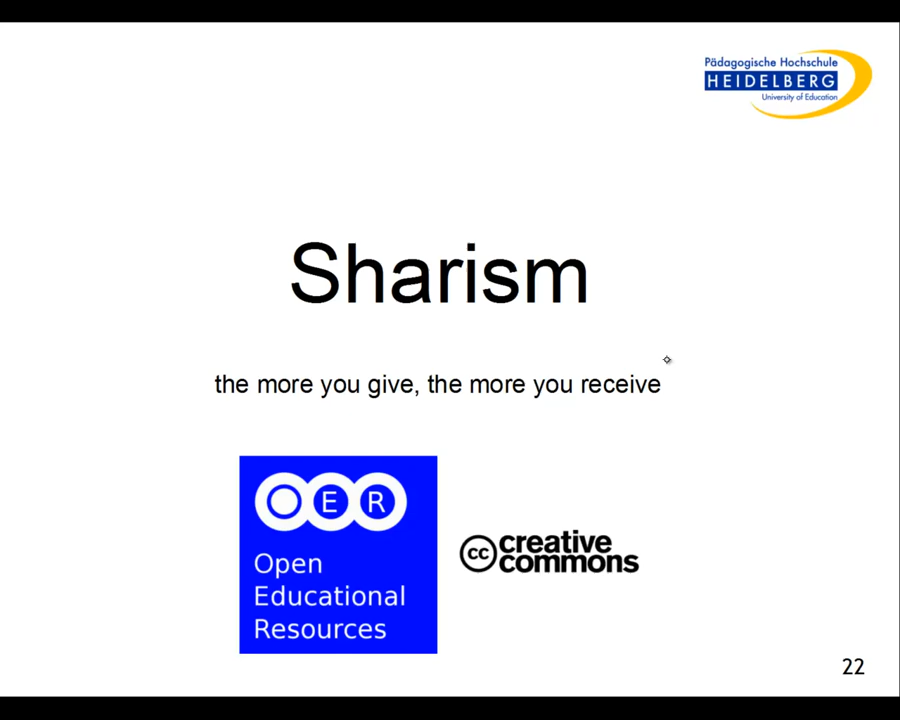 Pädagogische Hochschule
HEIDELBERG
University of Education
Sharism
the more you give, the more you receive
OER
Open
Educational
Resources
cc creative
commons
22